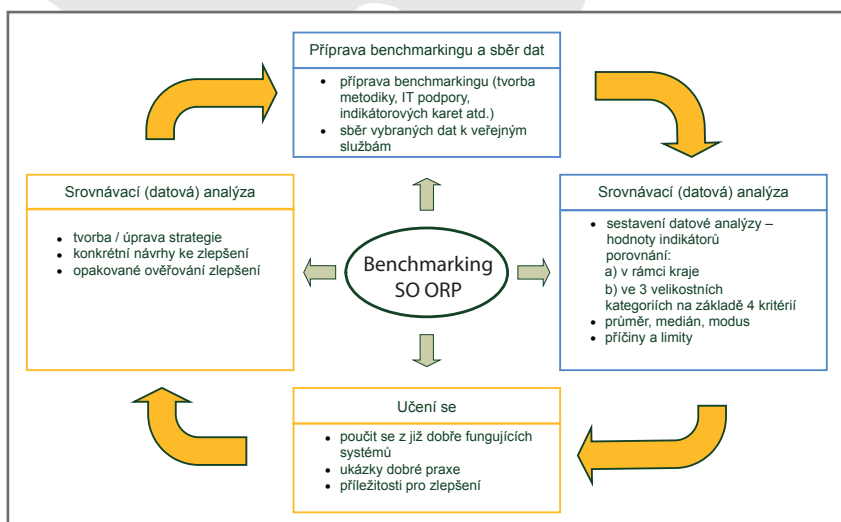 Příprava benchmarkingu a sběr dat
příprava benchmarkingu (tvorba
metodiky, IT podpory,
indikátorových karet atd.)
sběr vybraných dat k veřejným
službám
Srovnávací (datová) analýza
tvorba / úprava strategie
konkrétní návrhy ke zlepšení
opakované ověřování zlepšení
Benchmarking
SO ORP
Srovnávací (datová) analýza
sestavení datové analýzy –
hodnoty indikátorů
porovnání:
a) v rámci kraje
b) ve 3 velikostních
kategoriích na základě 4 kritérií
průměr, medián, modus
příčiny a limity
Učení se
poučit se z již dobře fungujících
systémů
ukázky dobré praxe
příležitosti pro zlepšení